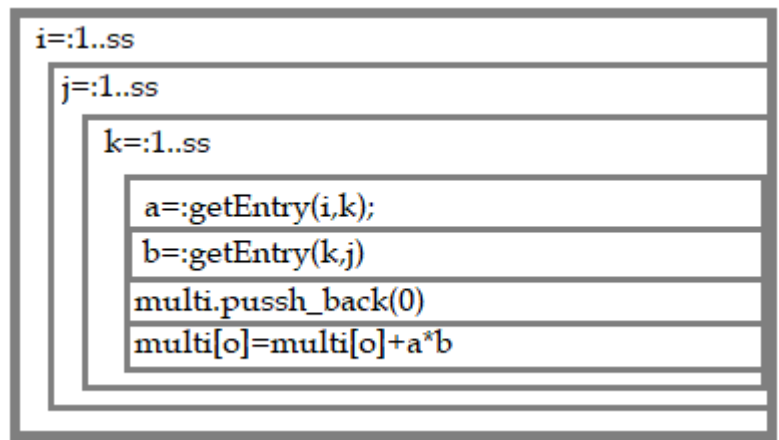 i=:1..ss
j=:1..ss
k=:1..ss
a=:getEntry(i,k);
b=:getEntry(k,j)
multi.pussh_back(0)
multi[o]=multi[o]+a*b